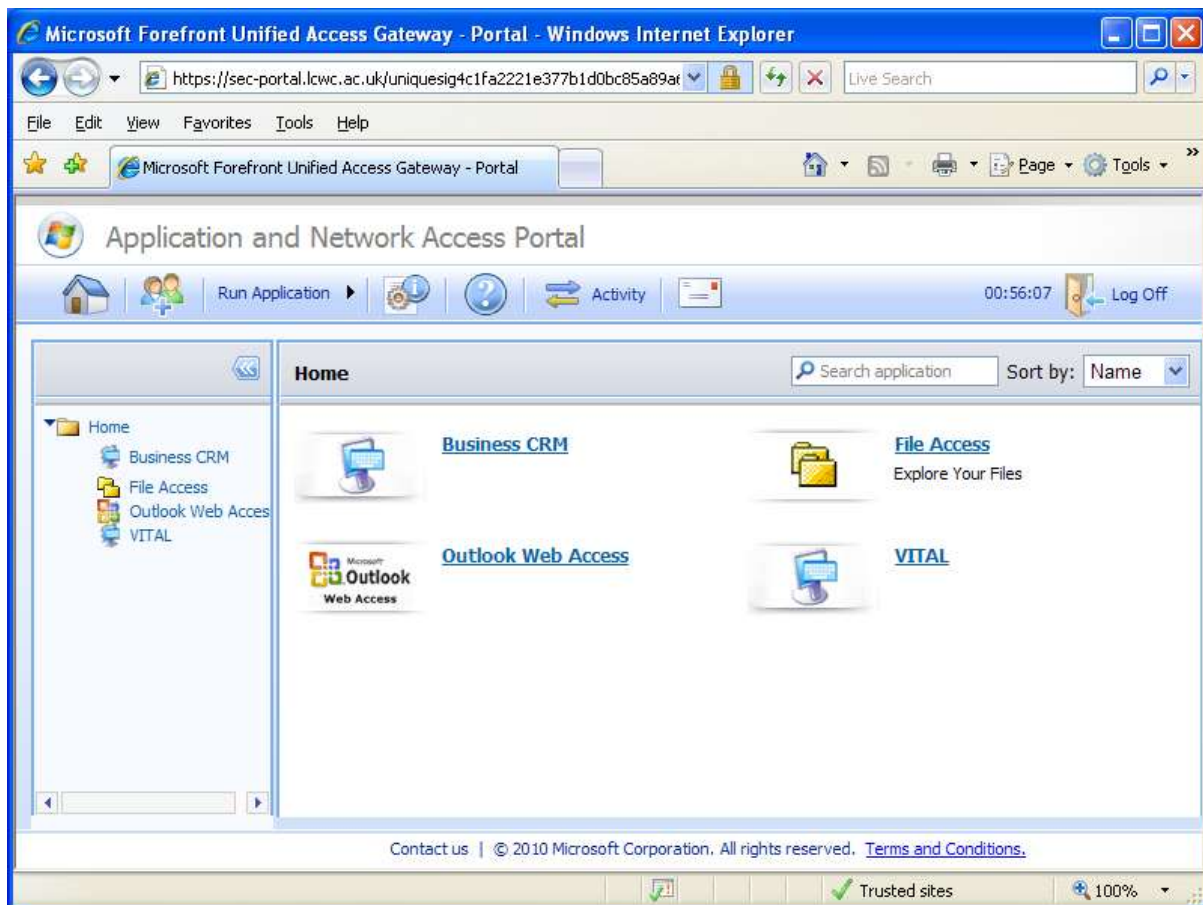 Microsoft Forefront Unified Access Gateway - Portal - Windows Internet Explorer
https://sec-portal.lcwc.ac.uk/uniquesig4c1fa2221e377b1d0bc85a89a
Live Search
File Edit View Favorites Tools Help
Microsoft Forefront Unified Access Gateway - Portal
Page Tools »
Application and Network Access Portal
Run Application Activity 00:56:07 Log Off
Home Search application Sort by: Name
Home
Business CRM
File Access
Outlook Web Acces
VITAL
Business CRM
File Access
Explore Your Files
Microsoft Outlook Web Access
Outlook Web Access
VITAL
Contact us | © 2010 Microsoft Corporation. All rights reserved. Terms and Conditions.
Trusted sites 100%